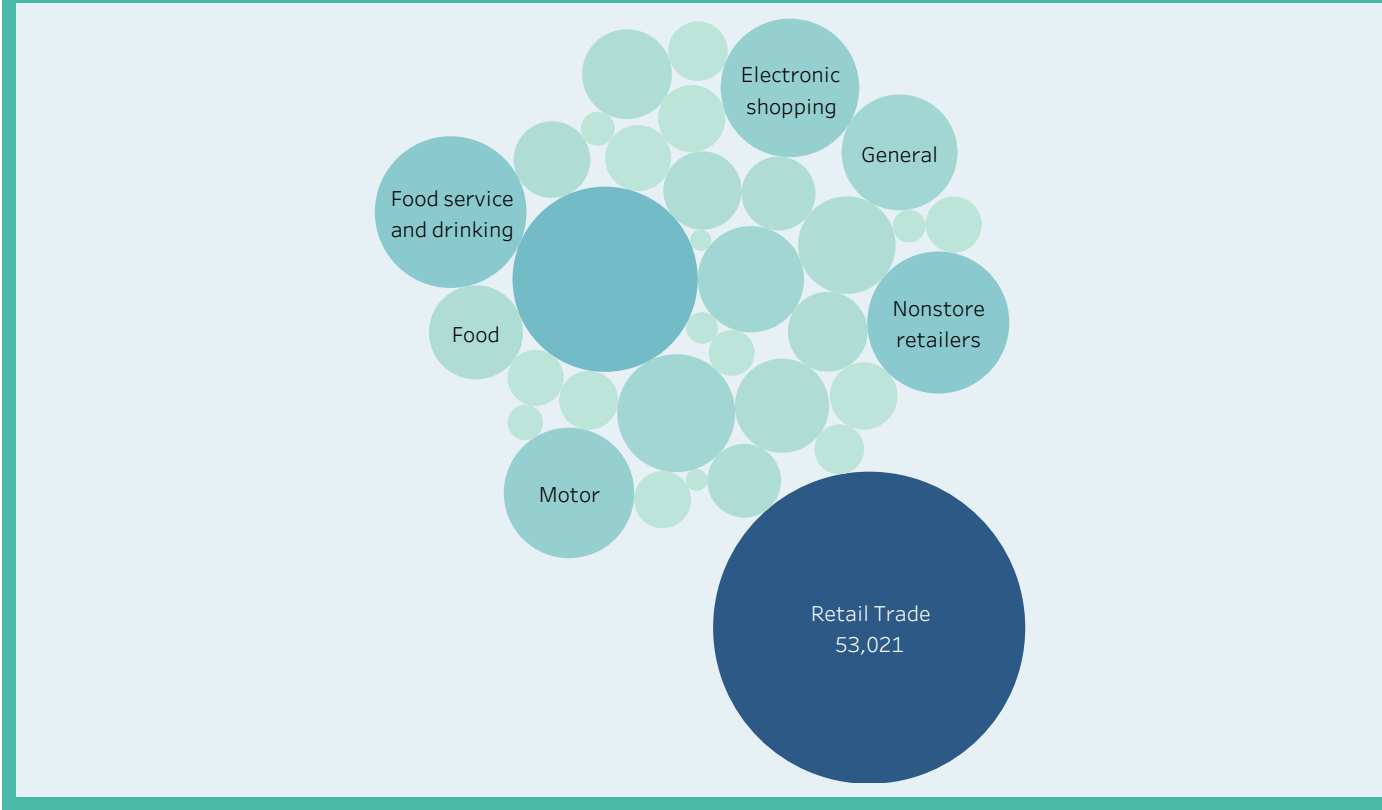 Electronic
shopping
General
Food service
and drinking
Nonstore
retailers
Food
Motor
Retail Trade
53,021